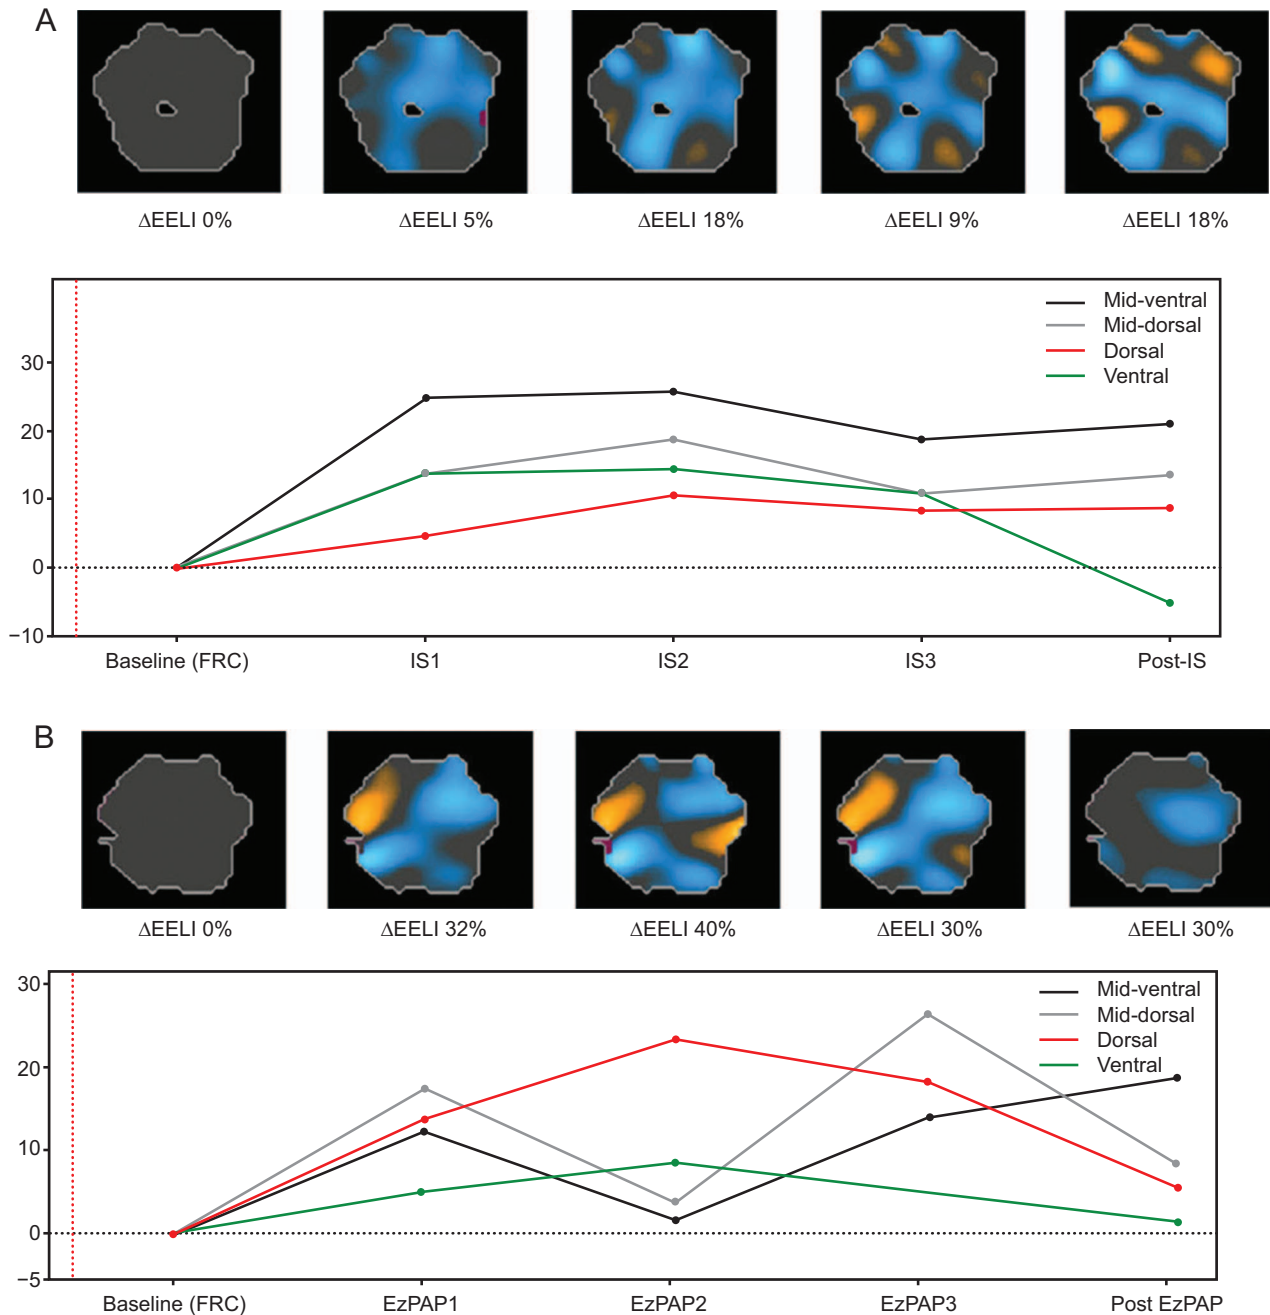 A
ΔEELI 0%
ΔEELI 5%
ΔEELI 18%
ΔEELI 9%
ΔEELI 18%
Mid-ventral
Mid-dorsal
Dorsal
Ventral
30
20
10
0
−10
Baseline (FRC)
IS1
IS2
IS3
Post-IS
B
ΔEELI 0%
ΔEELI 32%
ΔEELI 40%
ΔEELI 30%
ΔEELI 30%
Mid-ventral
Mid-dorsal
Dorsal
Ventral
30
20
10
0
−5
Baseline (FRC)
EzPAP1
EzPAP2
EzPAP3
Post EzPAP